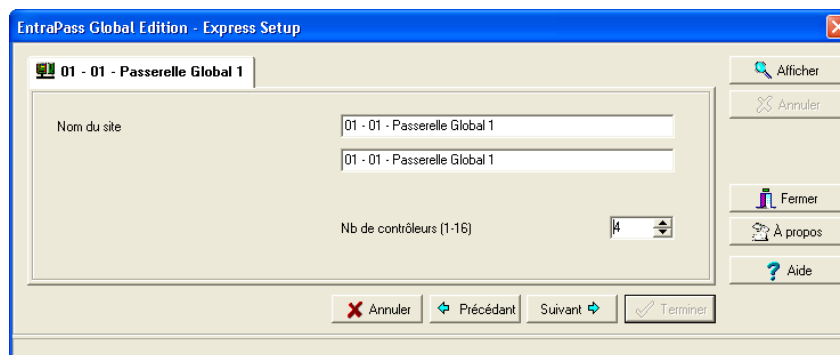 EntraPass Global Edition - Express Setup
01 - 01 - Passerelle Global 1
Afficher
Annuler
Nom du site
01 - 01 - Passerelle Global 1
01 - 01 - Passerelle Global 1
Nb de contrôleurs (1-16)
4
Fermer
À propos
Aide
Annuler
Précédant
Suivant
Terminer